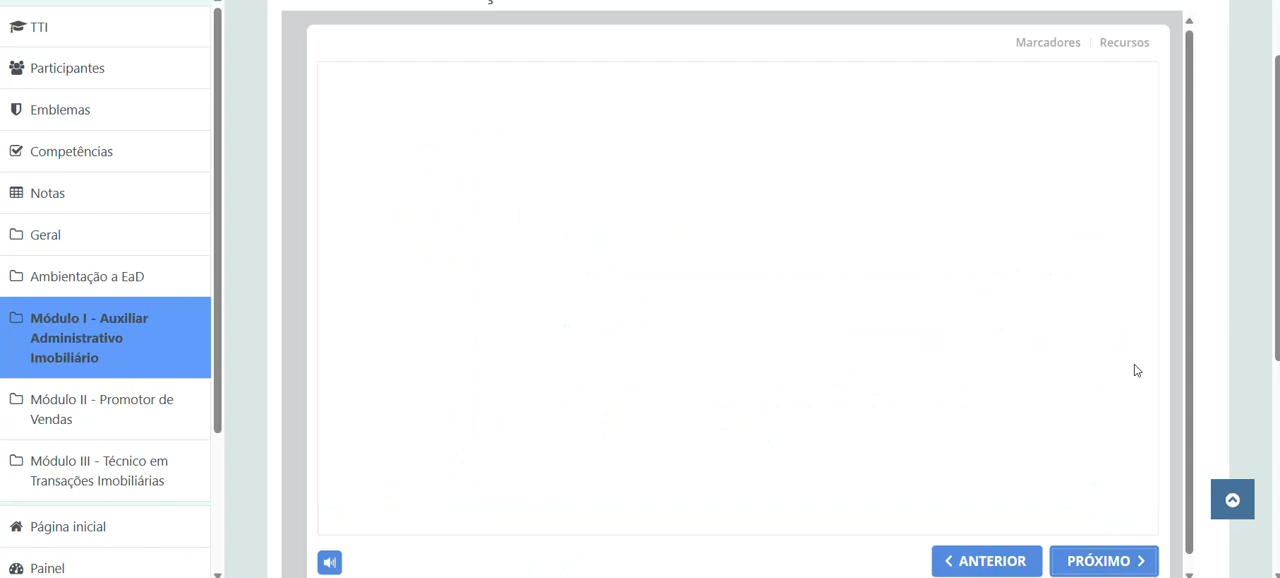 TTI
Participantes
Emblemas
Competências
Notas
Geral
Ambientação a EaD
Módulo I - Auxiliar
Administrativo
Imobiliário
Módulo II - Promotor de
Vendas
Módulo III - Técnico em
Transações Imobiliárias
Página inicial
Painel
Marcadores
Recursos
ANTERIOR
PRÓXIMO